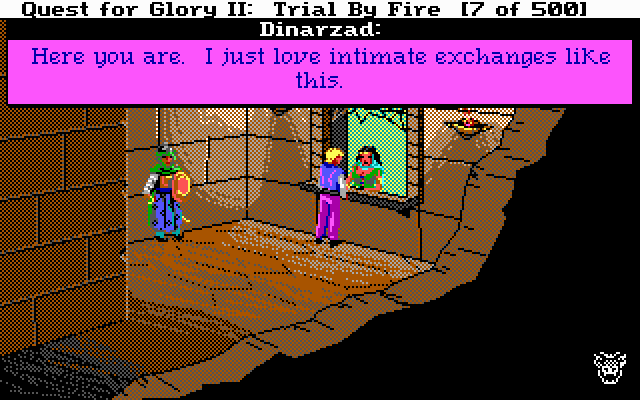 Quest for Glory II: Trial By Fire [7 of 500]
Dinarzad:
Here you are. I just love intimate exchanges like
this.